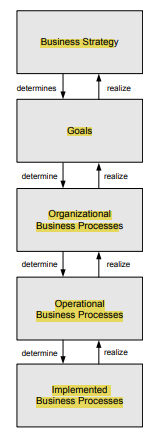 Business Strategy
determines
realize
Goals
determine
realize
Organizational
Business Processes
determine
realize
Operational
Business Processes
determine
realize
Implemented
Business Processes